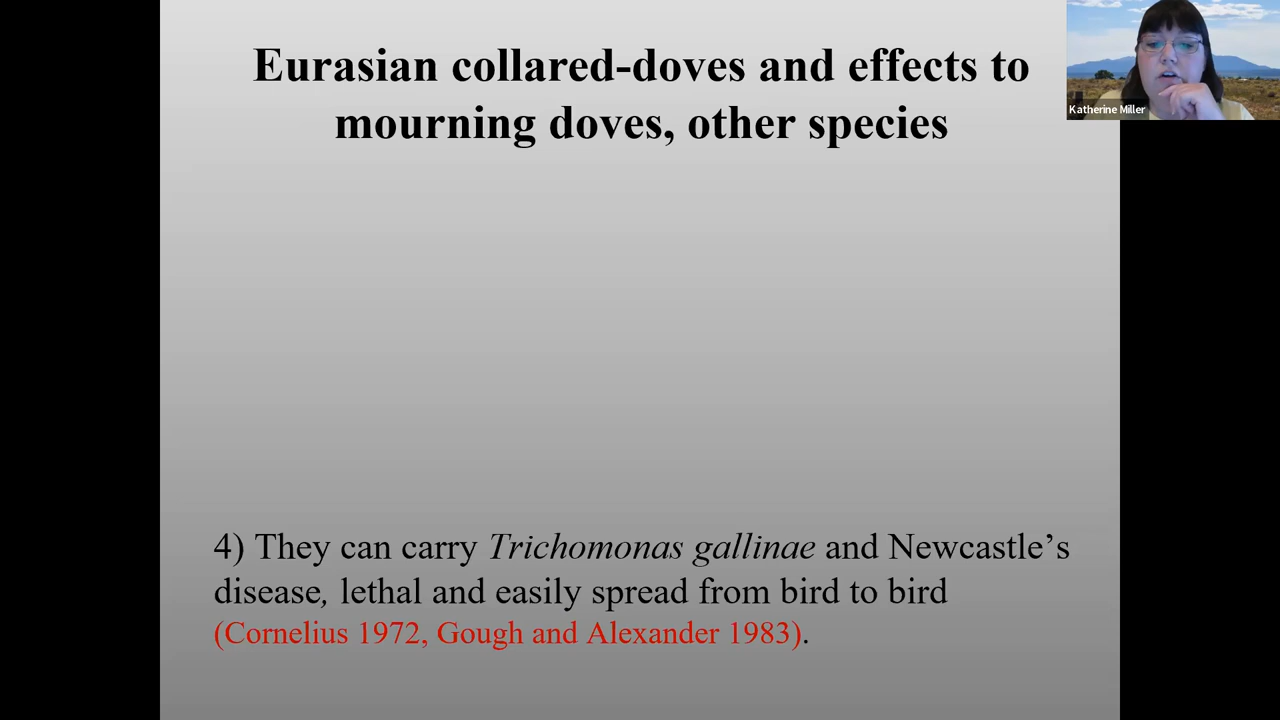 Eurasian collared-doves and effects to
mourning doves, other species
Katherine Miller
4) They can carry Trichomonas gallinae and Newcastle’s
disease, lethal and easily spread from bird to bird
(Cornelius 1972, Gough and Alexander 1983).